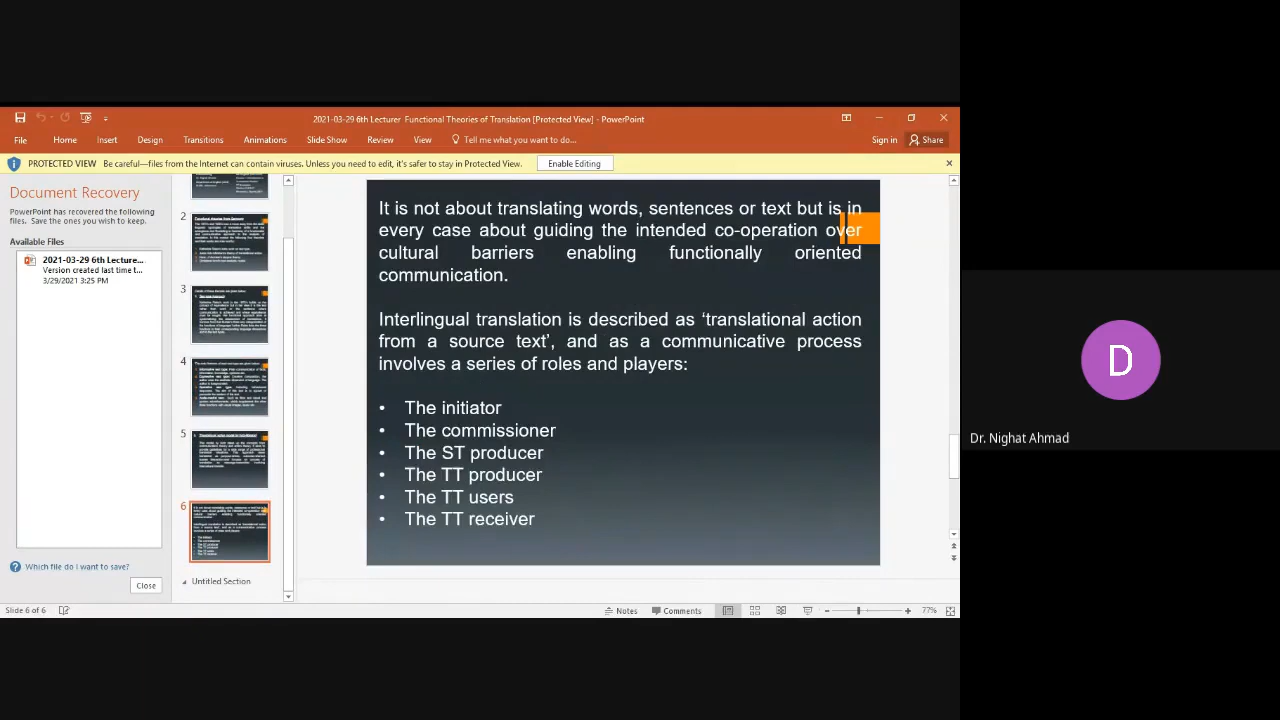 2021-03-29 6th Lecturer  Functional Theories of Translation [Protected View] - PowerPoint
File Home Insert Design Transitions Animations Slide Show Review View Tell me what you want to do... Sign in Share
PROTECTED VIEW Be careful—files from the Internet can contain viruses. Unless you need to edit, it's safer to stay in Protected View. Enable Editing
Document Recovery
PowerPoint has recovered the following
files. Save the ones you wish to keep.
Available Files
2021-03-29 6th Lecture...
Version created last time t...
3/29/2021 3:25 PM
Which file do I want to save?
Close
2
3
4
5
6
Untitled Section
It is not about translating words, sentences or text but is in
every case about guiding the intended co-operation over
cultural barriers enabling functionally oriented
communication.
Interlingual translation is described as ‘translational action
from a source text’, and as a communicative process
involves a series of roles and players:
• The initiator
• The commissioner
• The ST producer
• The TT producer
• The TT users
• The TT receiver
D
Dr. Nighat Ahmad
Slide 6 of 6 Notes Comments 77%